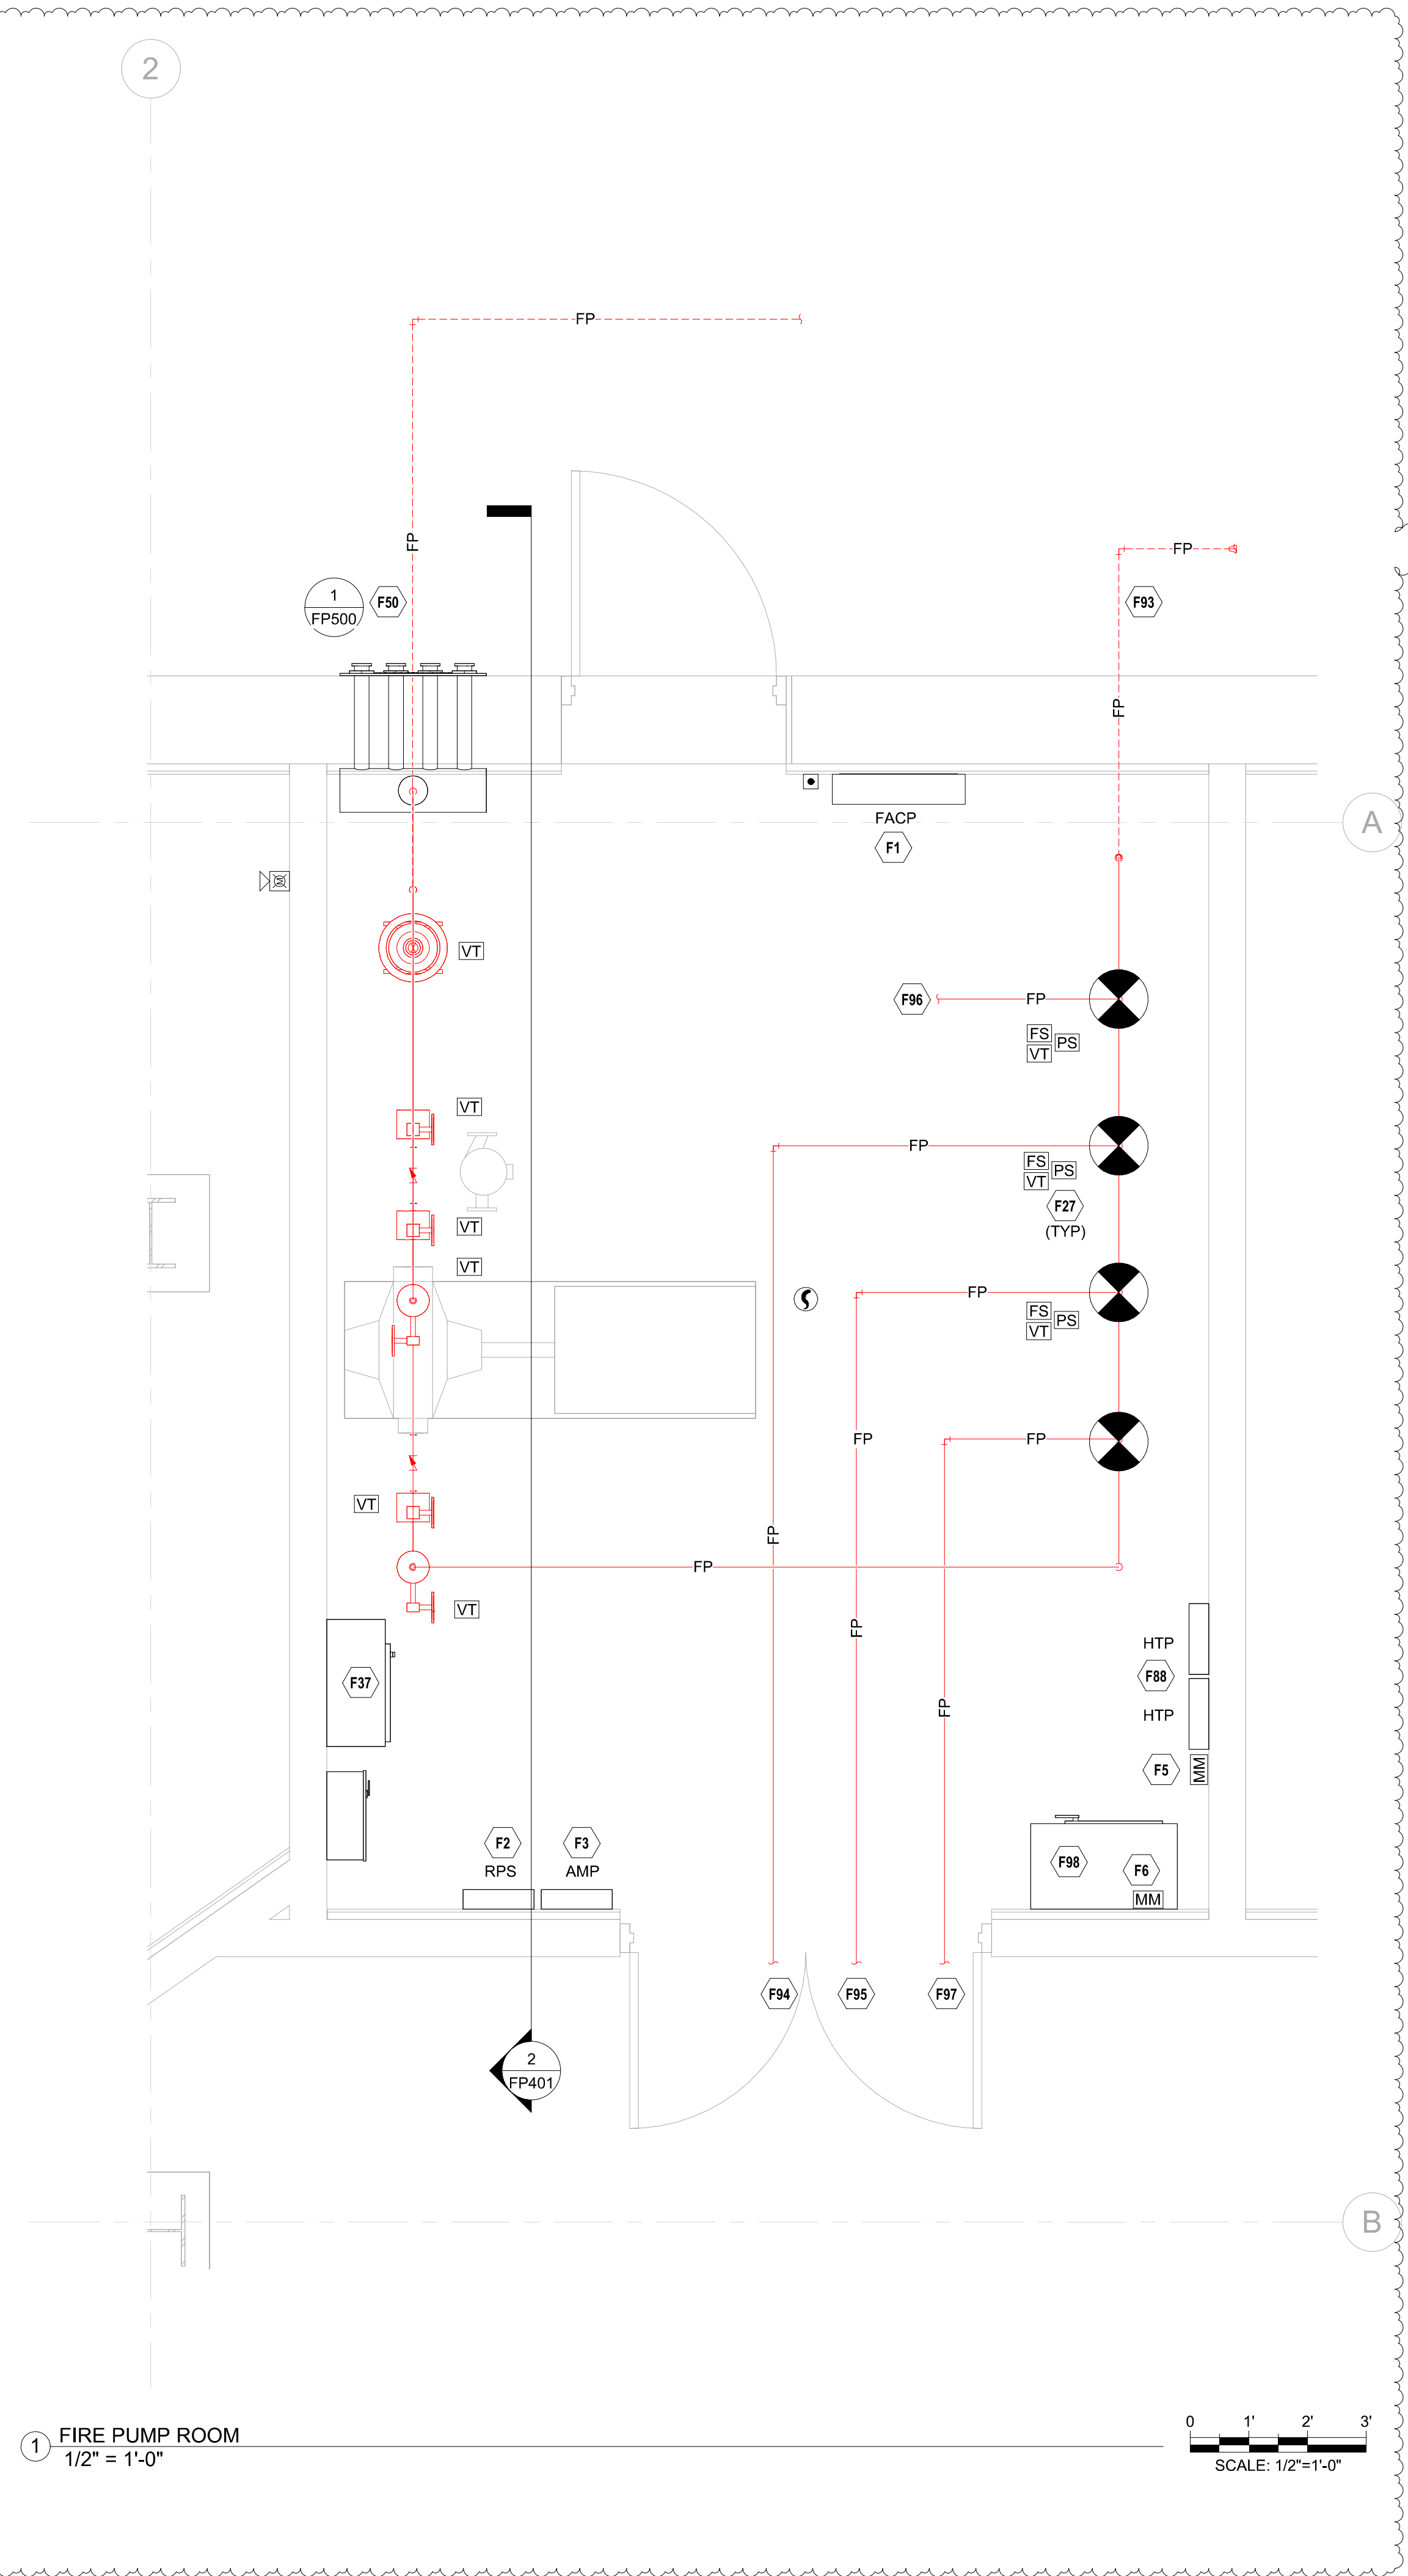 2
FP
FP
FP
1
FP500
F50
F93
FP
A
FACP
F1
M
VT
F96
FP
FS
VT
PS
VT
FP
FS
VT
PS
F27
(TYP)
VT
VT
FP
FS
VT
PS
FP
FP
VT
FP
FP
VT
FP
HTP
F88
HTP
F37
FP
F5
MM
F2
RPS
F3
AMP
F98
F6
MM
F94
F95
F97
2
FP401
B
1
FIRE PUMP ROOM
1/2" = 1'-0"
0 1' 2' 3'
SCALE: 1/2"=1'-0"